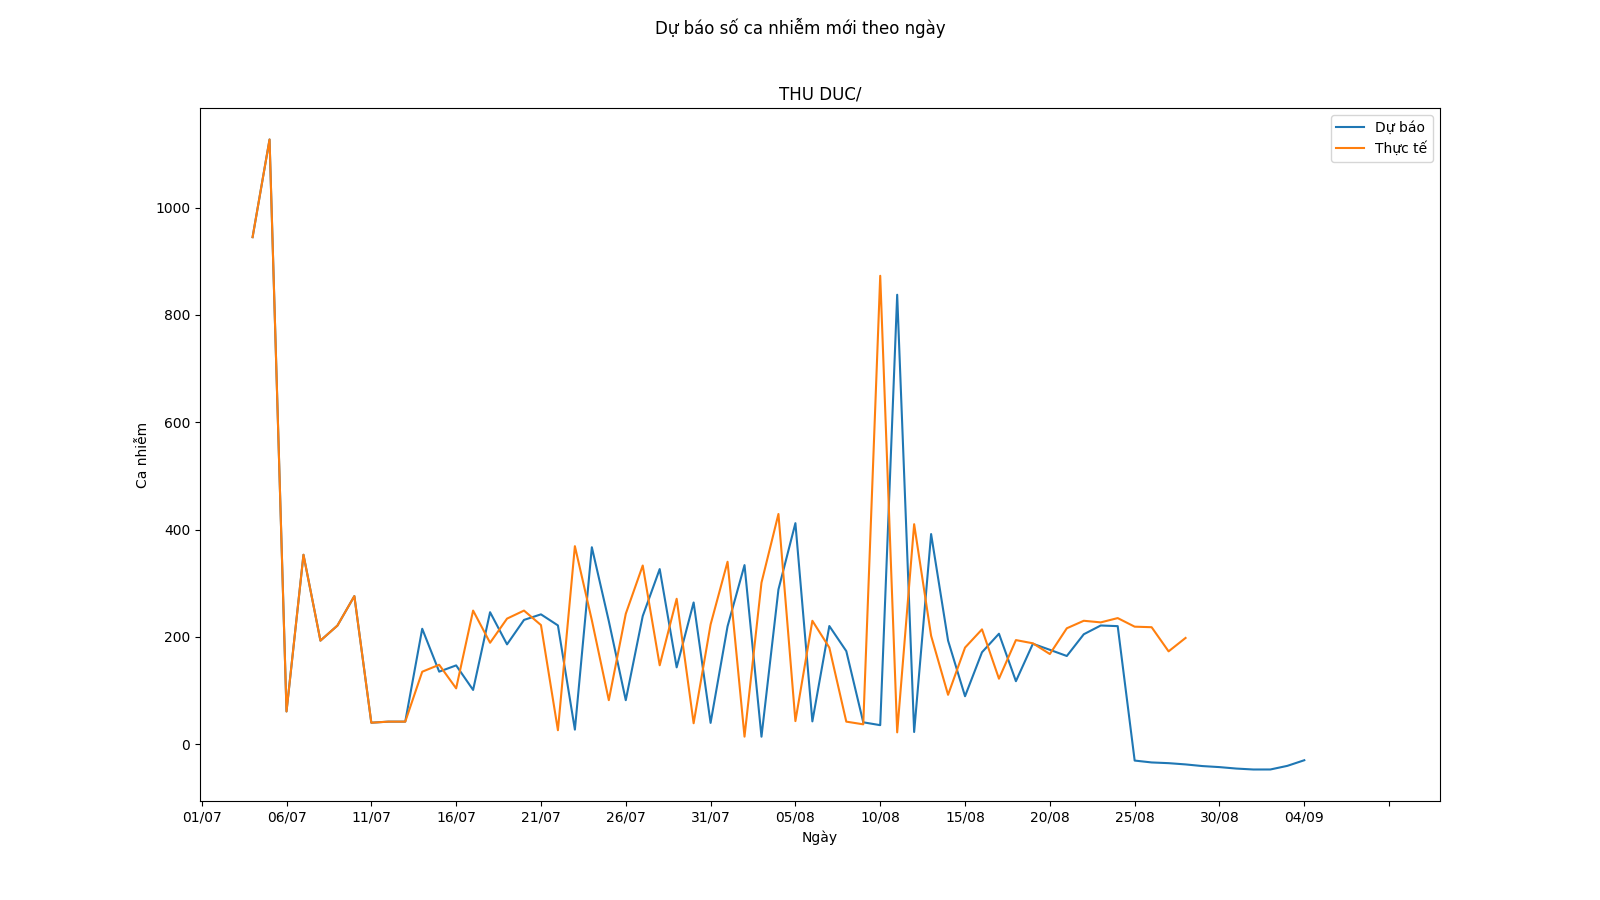 Dự báo số ca nhiễm mới theo ngày
THU DUC/
Dự báo
Thực tế
1000
800
600
400
200
0
Ca nhiễm
01/07 06/07 11/07 16/07 21/07 26/07 31/07 05/08 10/08 15/08 20/08 25/08 30/08 04/09
Ngày